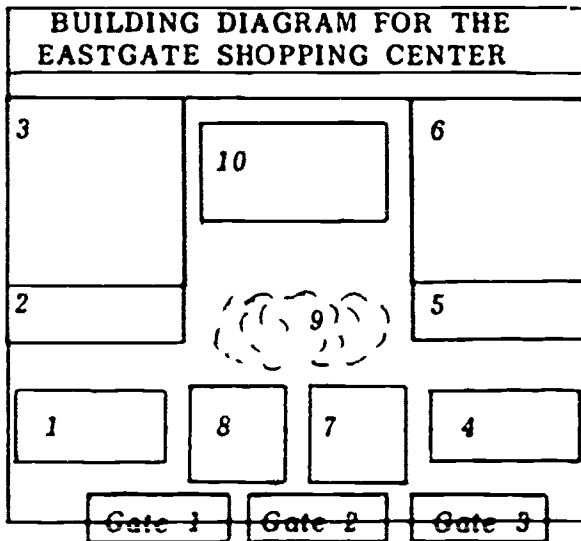 BUILDING DIAGRAM FOR THE
EASTGATE SHOPPING CENTER
3
10
6
2
9
5
1
8
7
4
Gate 1
Gate 2
Gate 3